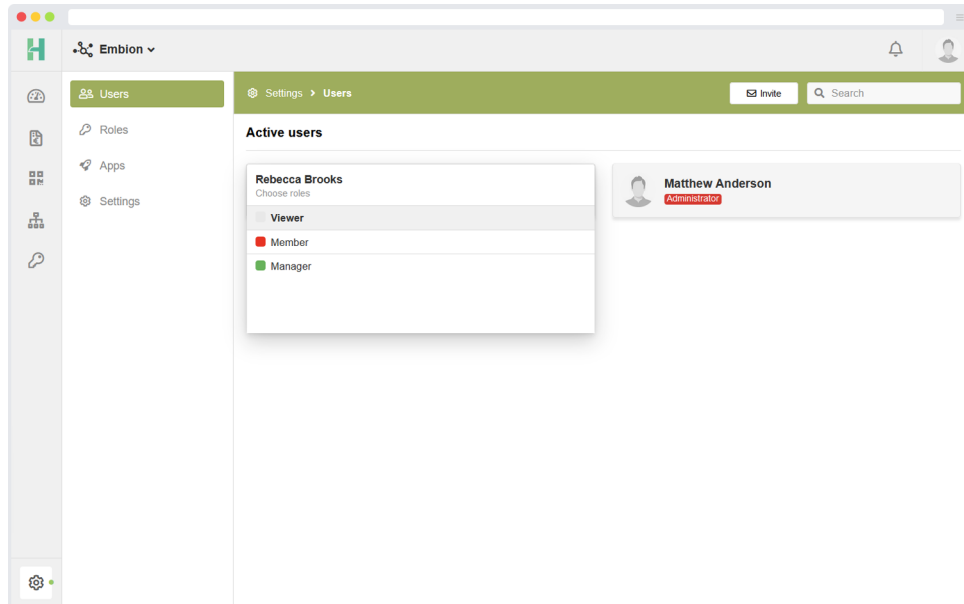 Embion
Users
Roles
Apps
Settings
Settings > Users
Invite
Search
Active users
Rebecca Brooks
Choose roles
Viewer
Member
Manager
Matthew Anderson
Administrator